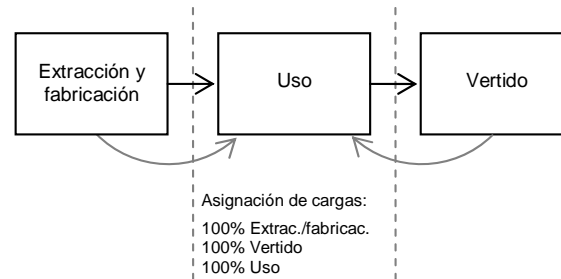 Extracción y
fabricación
Uso
Vertido
Asignación de cargas:
100% Extrac./fabricac.
100% Vertido
100% Uso